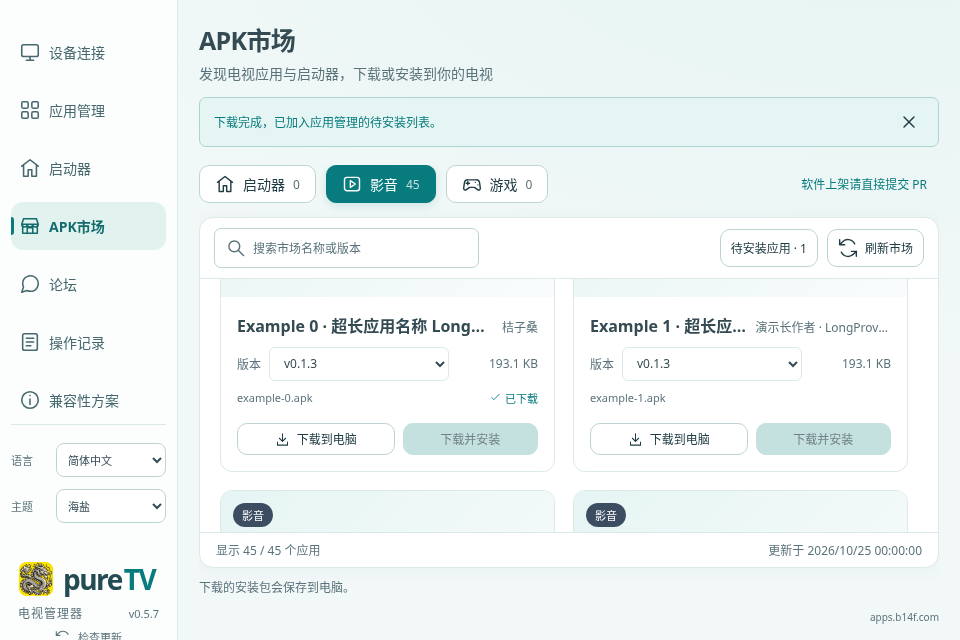 设备连接
应用管理
启动器
APK市场
论坛
操作记录
兼容性方案
语言 简体中文
主题 海盐
pureTV
电视管理器 v0.5.7
检查更新
APK市场
发现电视应用与启动器，下载或安装到你的电视
下载完成，已加入应用管理的待安装列表。
启动器 0 影音 45 游戏 0 软件上架请直接提交 PR
搜索市场名称或版本 待安装应用 · 1 刷新市场
Example 0 · 超长应用名称 Long... 桔子桑
版本 v0.1.3 193.1 KB
example-0.apk 已下载
下载到电脑 下载并安装
Example 1 · 超长应... 演示长作者 · LongProv...
版本 v0.1.3 193.1 KB
example-1.apk
下载到电脑 下载并安装
影音 影音
显示 45 / 45 个应用 更新于 2026/10/25 00:00:00
下载的安装包会保存到电脑。
apps.b14f.com